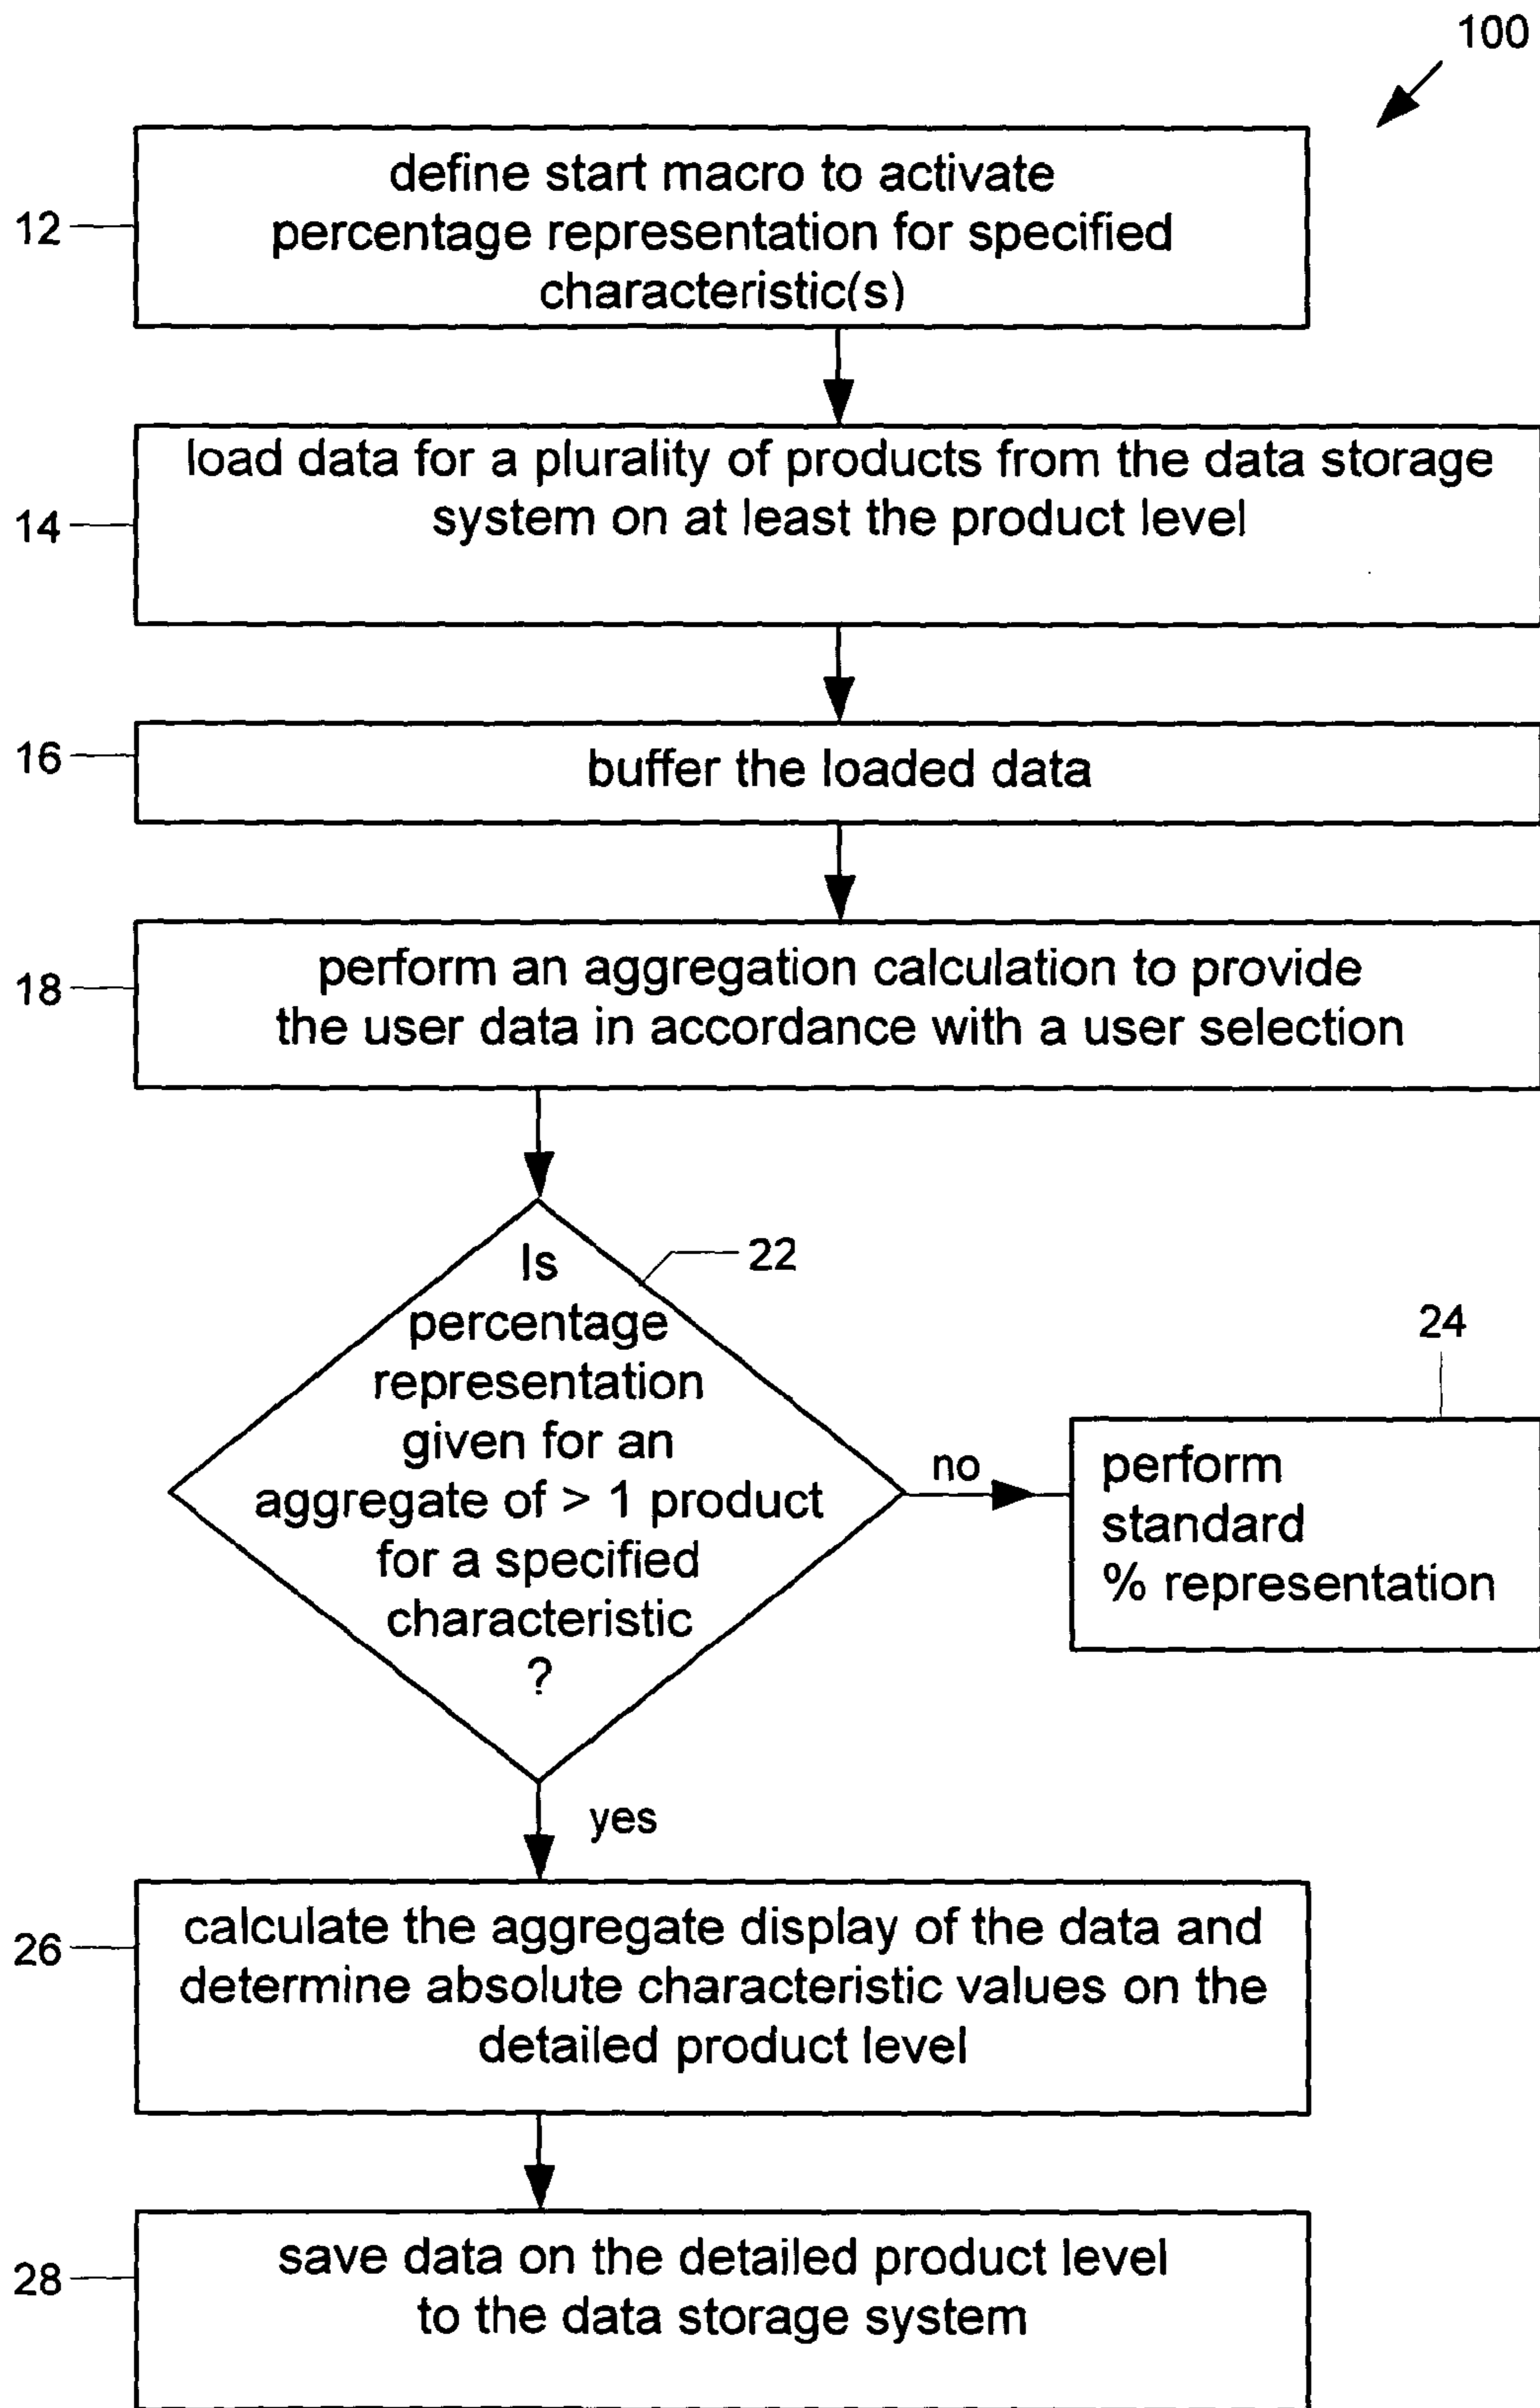 100
define start macro to activate
percentage representation for specified
characteristic(s)
12
load data for a plurality of products from the data storage
system on at least the product level
14
16
buffer the loaded data
perform an aggregation calculation to provide
the user data in accordance with a user selection
18
Is
percentage
representation
given for an
aggregate of > 1 product
for a specified
characteristic
?
22
no
24
perform
standard
% representation
yes
calculate the aggregate display of the data and
determine absolute characteristic values on the
detailed product level
26
save data on the detailed product level
to the data storage system
28